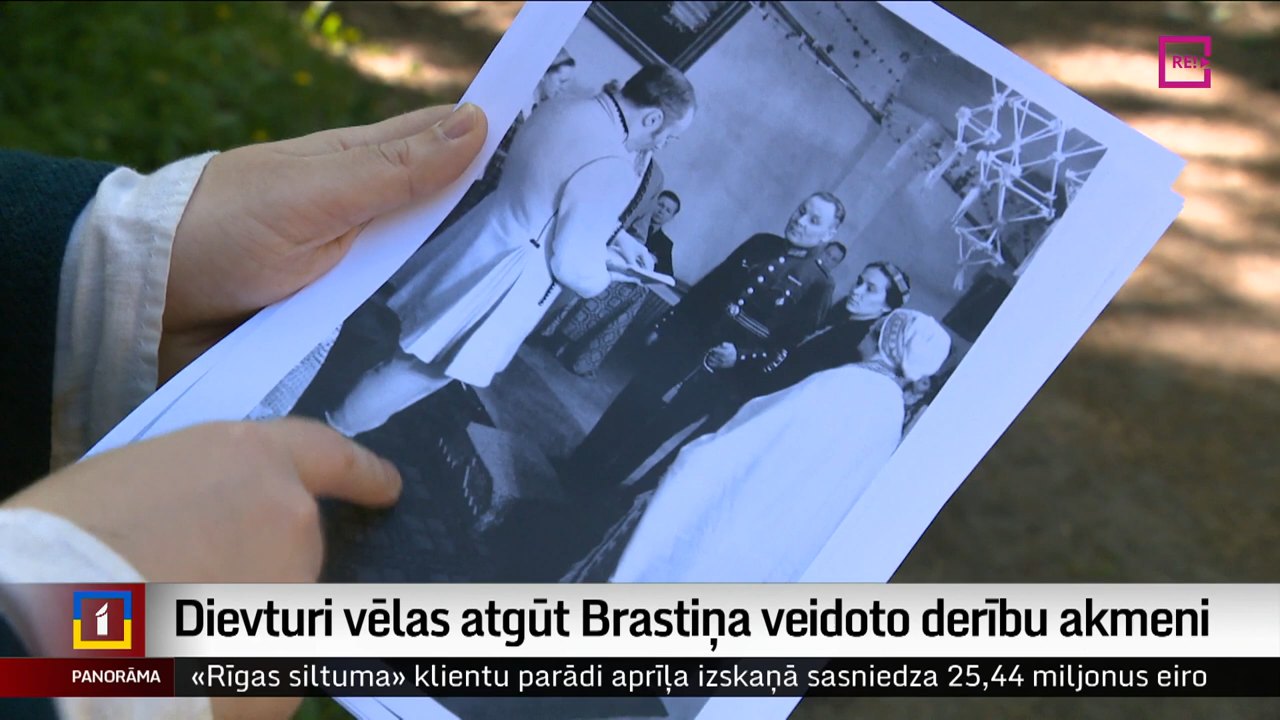 RE!
1
Dievturi vēlas atgūt Brastiņa veidoto derību akmeni
PANORĀMA
«Rīgas siltuma» klientu parādi aprīļa izskaņā sasniedza 25,44 miljonus eiro